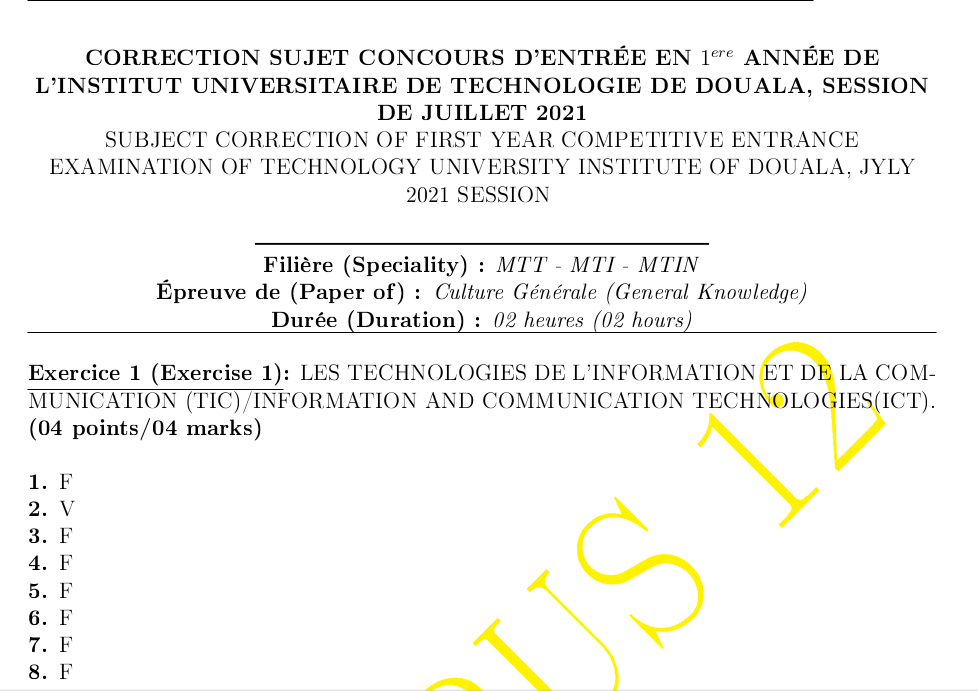 CORRECTION SUJET CONCOURS D'ENTRÉE EN 1ere ANNÉE DE
L'INSTITUT UNIVERSITAIRE DE TECHNOLOGIE DE DOUALA, SESSION
DE JUILLET 2021
SUBJECT CORRECTION OF FIRST YEAR COMPETITIVE ENTRANCE
EXAMINATION OF TECHNOLOGY UNIVERSITY INSTITUTE OF DOUALA, JYLY
2021 SESSION
Filière (Speciality) : MTT - MTI - MTIN
Épreuve de (Paper of) : Culture Générale (General Knowledge)
Durée (Duration) : 02 heures (02 hours)
Exercice 1 (Exercise 1): LES TECHNOLOGIES DE L'INFORMATION ET DE LA COM-
MUNICATION (TIC)/INFORMATION AND COMMUNICATION TECHNOLOGIES(ICT).
(04 points/04 marks)
1. F
2. V
3. F
4. F
5. F
6. F
7. F
8. F
US 12